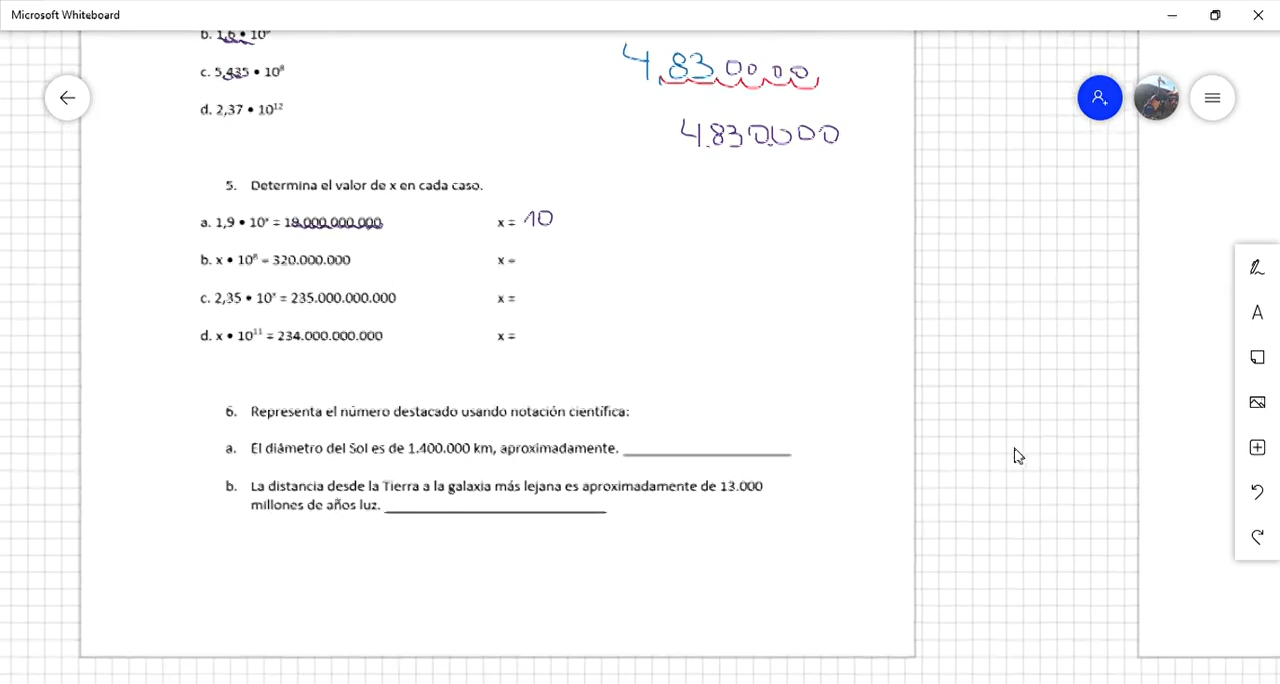 Microsoft Whiteboard
b. 1,6 • 10
c. 5,435 • 10⁸
d. 2,37 • 10¹²
4,830000
4.830.000
5. Determina el valor de x en cada caso.
a. 1,9 • 10ˣ = 18.000.000.000 x = 10
b. x • 10⁸ = 320.000.000 x =
c. 2,35 • 10ˣ = 235.000.000.000 x =
d. x • 10¹¹ = 234.000.000.000 x =
6. Representa el número destacado usando notación científica:
a. El diámetro del Sol es de 1.400.000 km, aproximadamente.
b. La distancia desde la Tierra a la galaxia más lejana es aproximadamente de 13.000
millones de años luz.